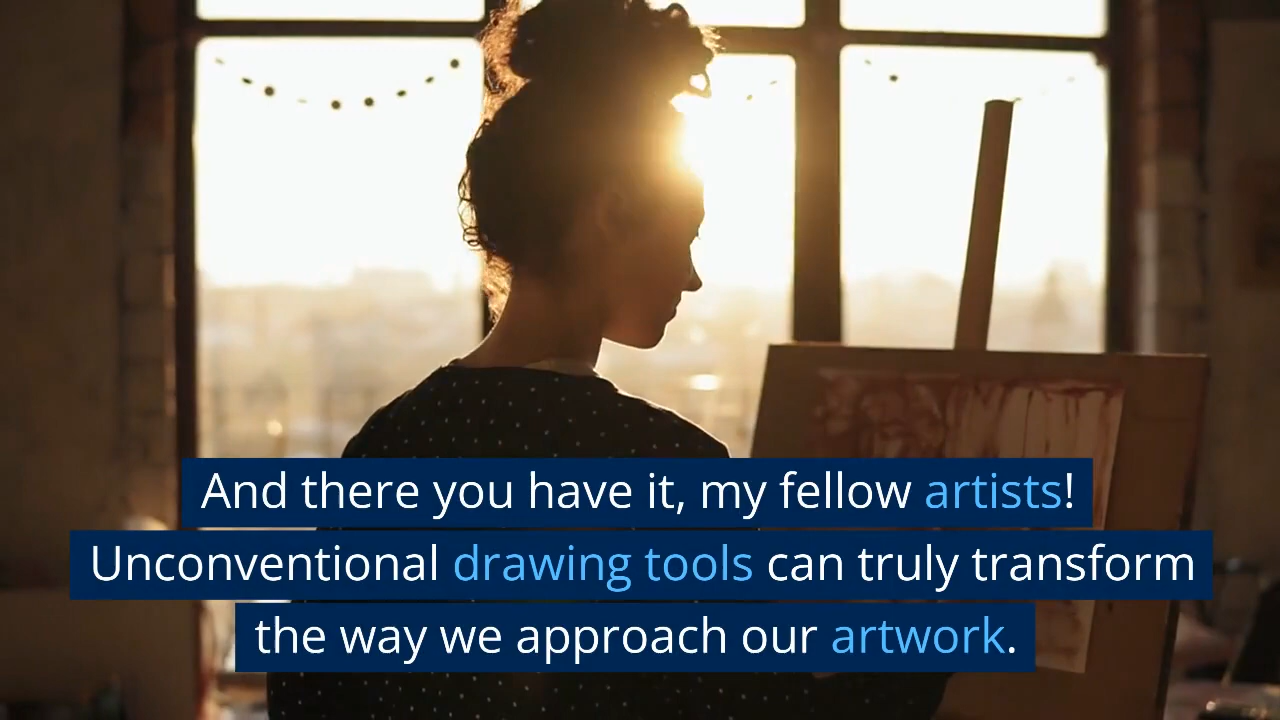 And there you have it, my fellow artists!
Unconventional drawing tools can truly transform
the way we approach our artwork.